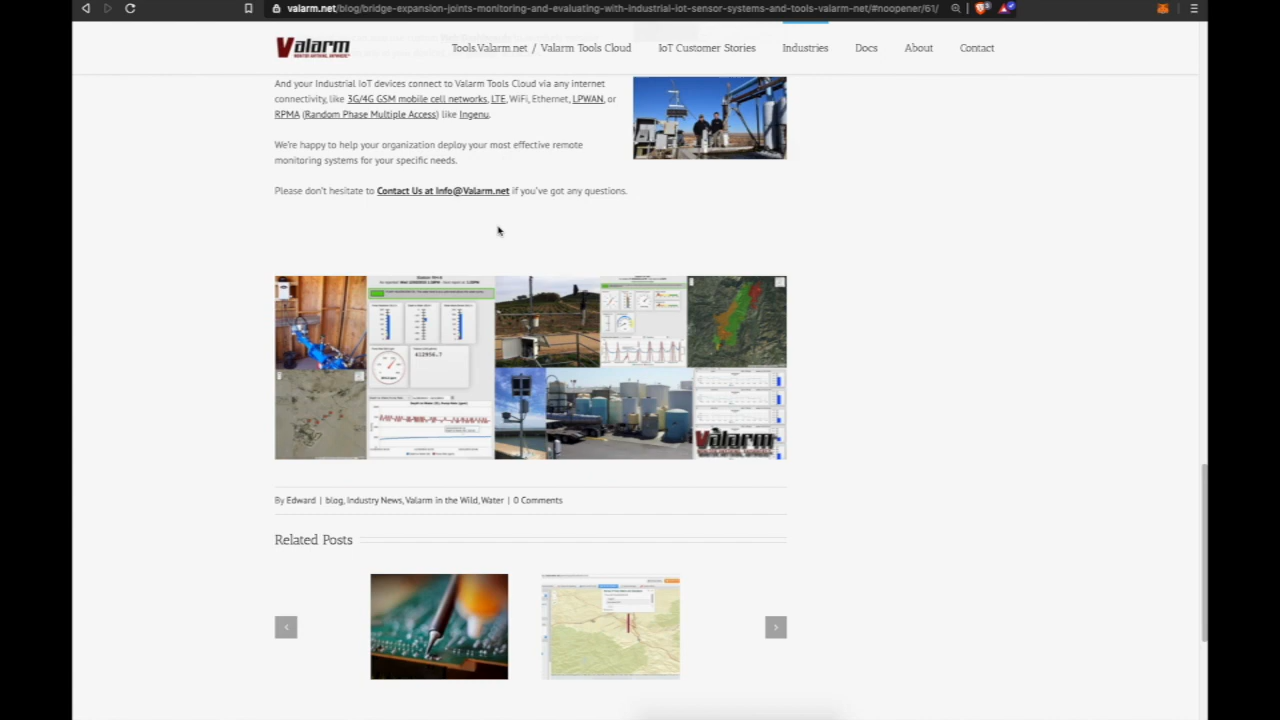 valarm.net/blog/bridge-expansion-joints-monitoring-and-evaluating-with-industrial-iot-sensor-systems-and-tools-valarm-net/#noopener/61/
Valarm
Tools.Valarm.net / Valarm Tools Cloud
IoT Customer Stories
Industries
Docs
About
Contact
And your Industrial IoT devices connect to Valarm Tools Cloud via any internet
connectivity, like 3G/4G GSM mobile cell networks, LTE, WiFi, Ethernet, LPWAN, or
RPMA (Random Phase Multiple Access) like Ingenu.
We're happy to help your organization deploy your most effective remote
monitoring systems for your specific needs.
Please don't hesitate to Contact Us at Info@Valarm.net if you've got any questions.
412956.7
Valarm
By Edward | blog, Industry News, Valarm in the Wild, Water | 0 Comments
Related Posts